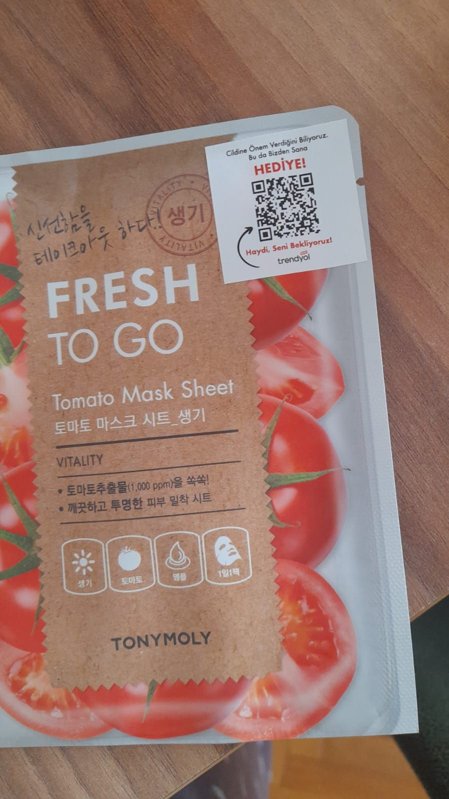 Cildine Önem Verdiğini Biliyoruz.
Bu da Bizden Sana
HEDİYE!
Haydi, Seni Bekliyoruz!
trendyol
신선함을
테이크아웃 하다!!
VITALITY
생기
VITALITY
FRESH
TO GO
Tomato Mask Sheet
토마토 마스크 시트_생기
VITALITY
• 토마토추출물(1,000 ppm)을 쏙쏙!
• 깨끗하고 투명한 피부 밀착 시트
생기
토마토
앰플
1일1팩
TONYMOLY